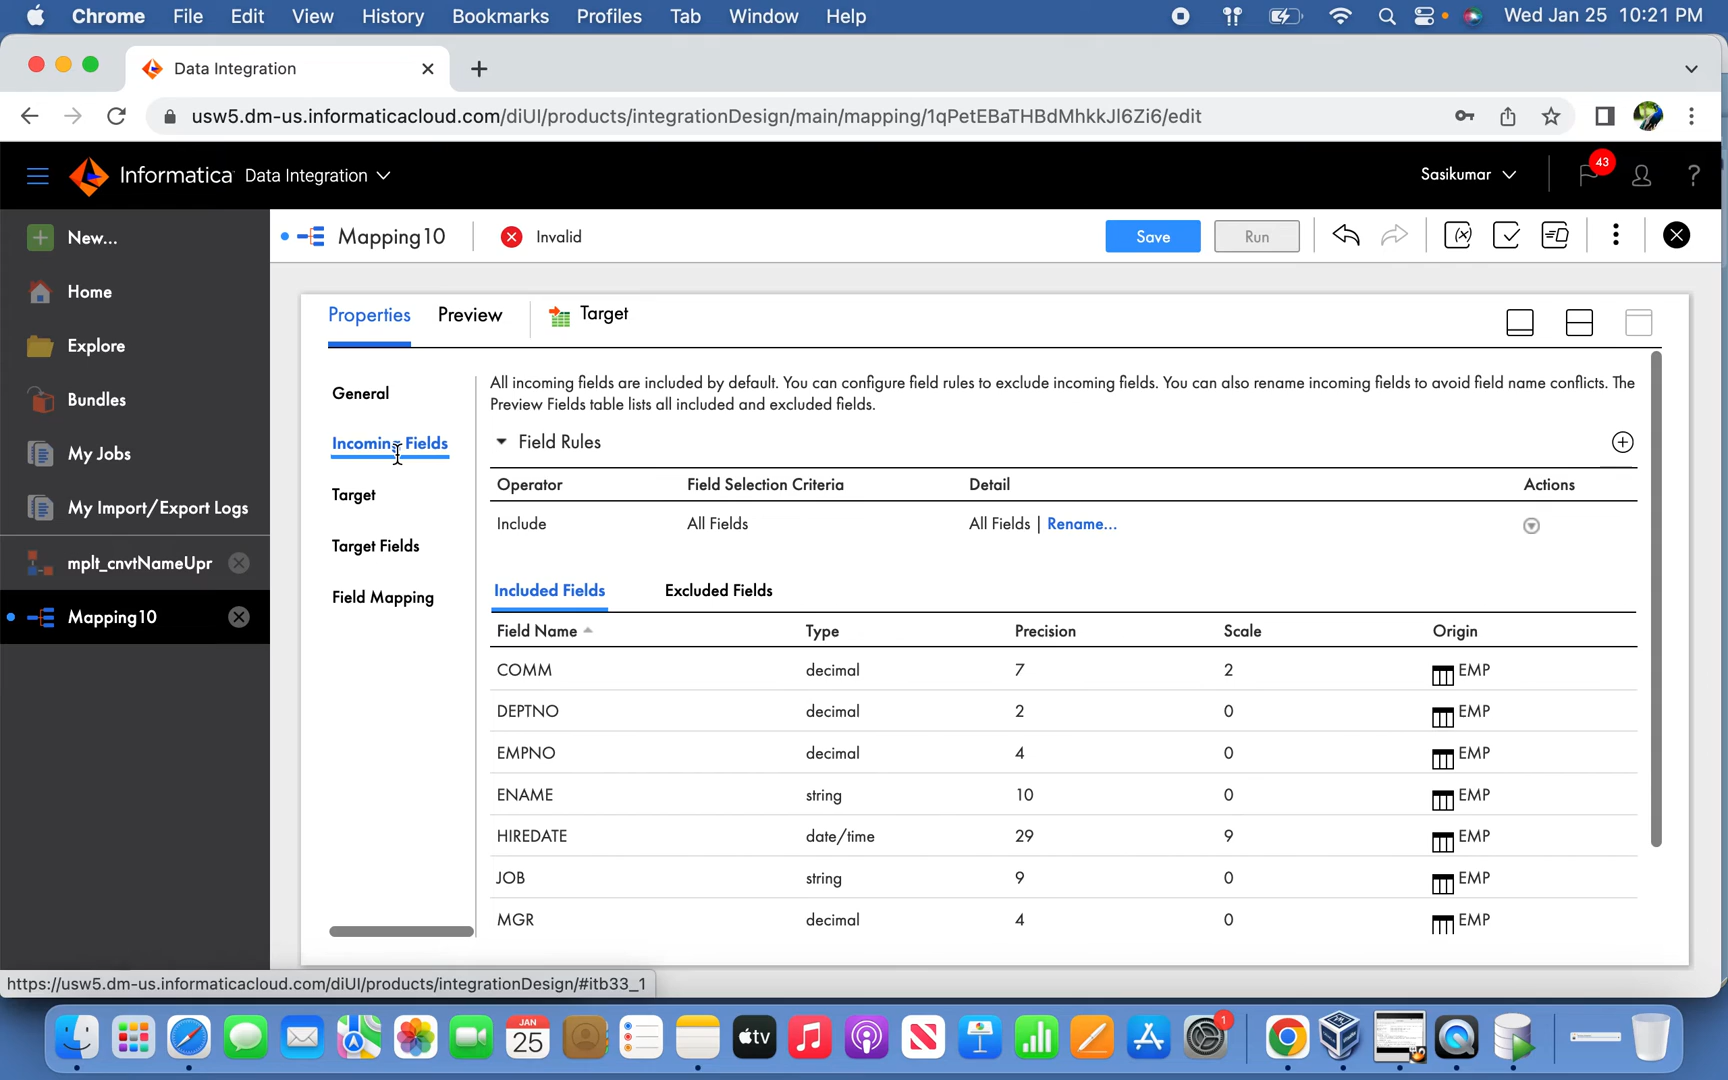 Chrome File Edit View History Bookmarks Profiles Tab Window Help Wed Jan 25 10:21 PM
Data Integration
usw5.dm-us.informaticacloud.com/diUI/products/integrationDesign/main/mapping/1qPetEBaTHBdMhkkJl6Zi6/edit
Informatica Data Integration Sasikumar 43 ?
New...
Home
Explore
Bundles
My Jobs
My Import/Export Logs
mplt_cnvtNameUpr
Mapping10
Mapping10 Invalid Save Run
Properties Preview Target
General
Incoming Fields
Target
Target Fields
Field Mapping
All incoming fields are included by default. You can configure field rules to exclude incoming fields. You can also rename incoming fields to avoid field name conflicts. The
Preview Fields table lists all included and excluded fields.
Field Rules
Operator Field Selection Criteria Detail Actions
Include All Fields All Fields | Rename...
Included Fields Excluded Fields
Field Name Type Precision Scale Origin
COMM decimal 7 2 EMP
DEPTNO decimal 2 0 EMP
EMPNO decimal 4 0 EMP
ENAME string 10 0 EMP
HIREDATE date/time 29 9 EMP
JOB string 9 0 EMP
MGR decimal 4 0 EMP
https://usw5.dm-us.informaticacloud.com/diUI/products/integrationDesign/#itb33_1
JAN
25
tv
1